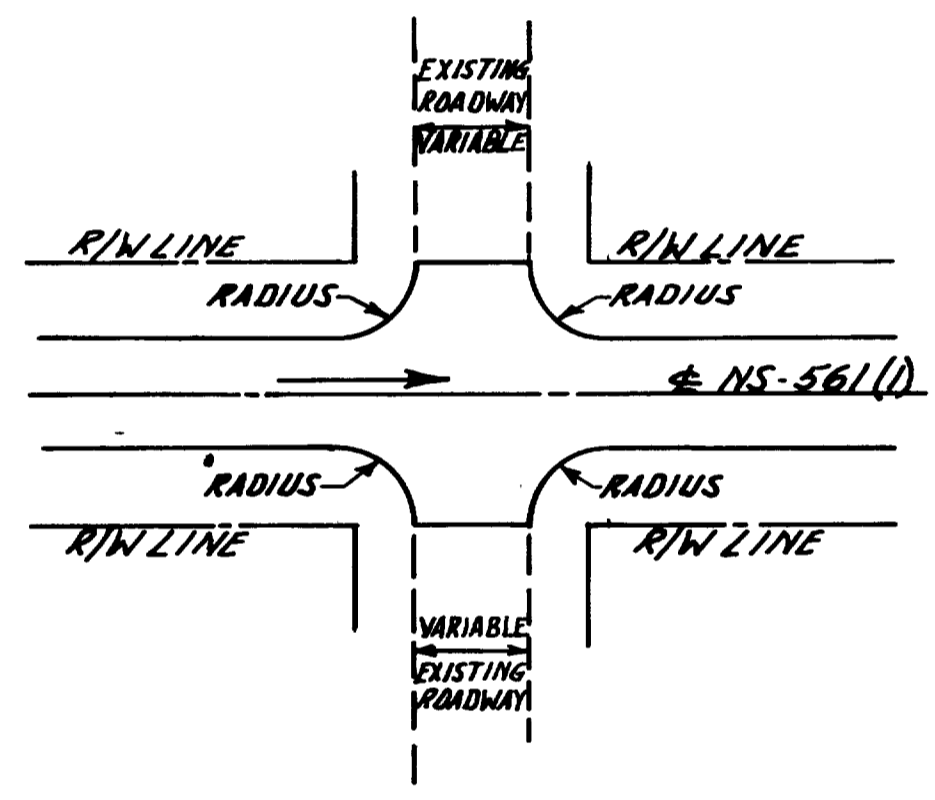 EXISTING
ROADWAY
VARIABLE
R/W LINE
R/W LINE
RADIUS
RADIUS
℄ NS-561(1)
RADIUS
RADIUS
R/W LINE
R/W LINE
VARIABLE
EXISTING
ROADWAY